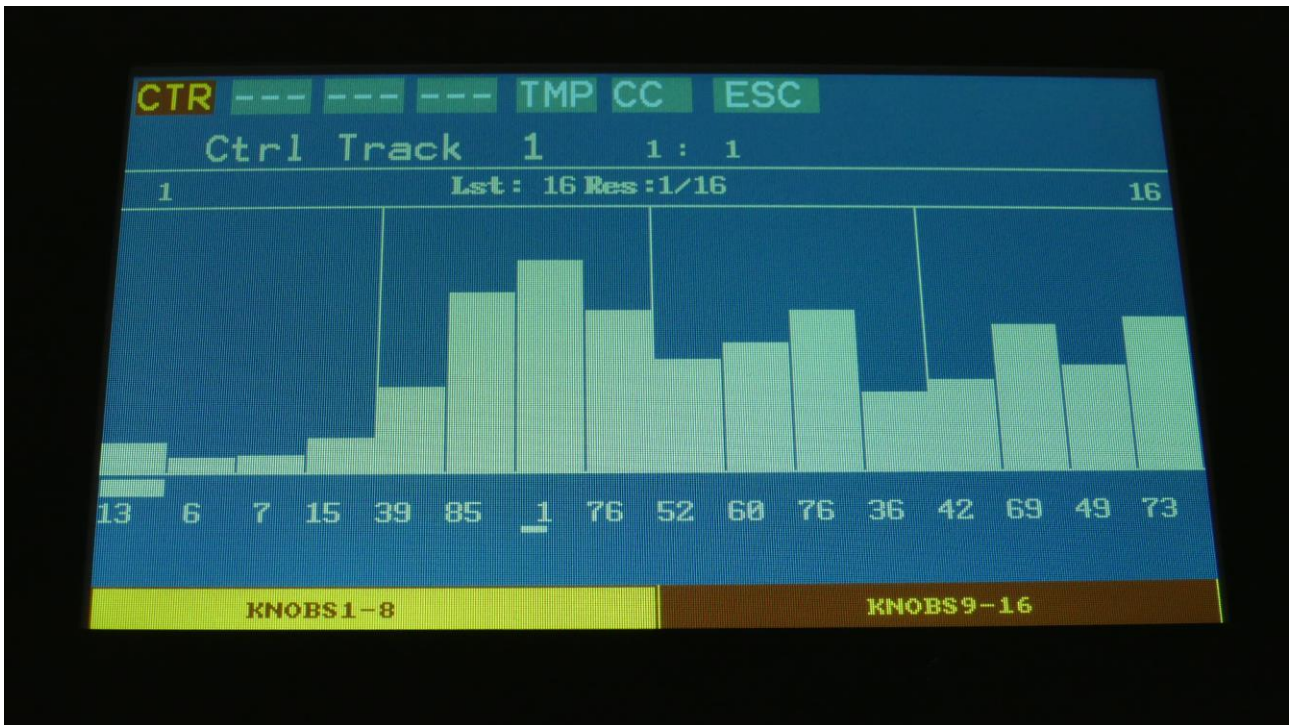 CTR --- --- --- TMP CC ESC
Ctrl Track 1 1: 1
1 Lst: 16 Res:1/16 16
13 6 7 15 39 85 1 76 52 60 76 36 42 69 49 73
KNOBS1-8 KNOBS9-16